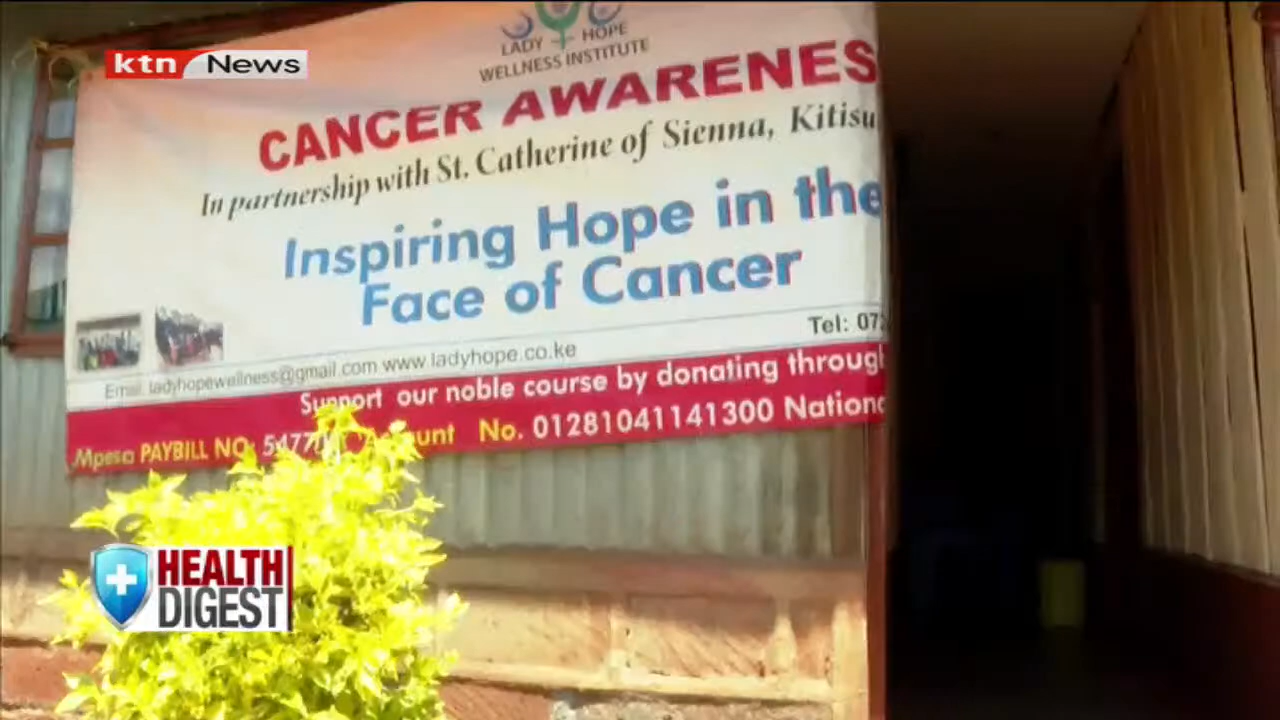 ktn News
LADY HOPE
WELLNESS INSTITUTE
CANCER AWARENES
In partnership with St. Catherine of Sienna, Kitisu
Inspiring Hope in the
Face of Cancer
Tel: 07
Email: ladyhopewellness@gmail.com www.ladyhope.co.ke
Support our noble course by donating through
Mpesa PAYBILL NO: 5477 Account No. 01281041141300 Nationa
HEALTH
DIGEST